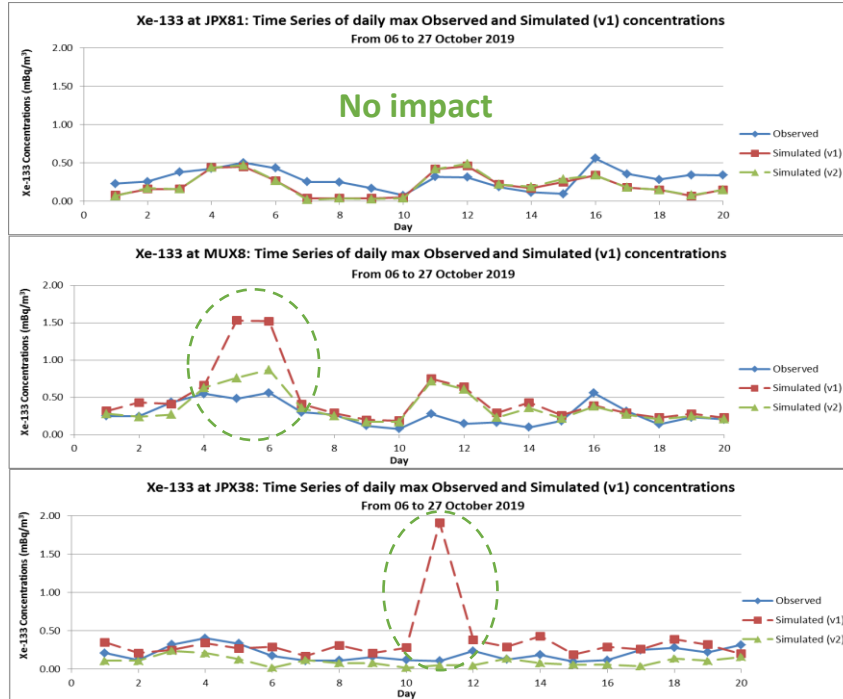 Xe-133 at JPX81: Time Series of daily max Observed and Simulated (v1) concentrations
From 06 to 27 October 2019
Xe-133 Concentrations (mBq/m³)
2.00
1.50
1.00
0.50
0.00
No impact
Observed
Simulated (v1)
Simulated (v2)
0 2 4 6 8 10 12 14 16 18 20
Day
Xe-133 at MUX8: Time Series of daily max Observed and Simulated (v1) concentrations
From 06 to 27 October 2019
Xe-133 Concentrations (mBq/m³)
2.00
1.50
1.00
0.50
0.00
Observed
Simulated (v1)
Simulated (v2)
0 2 4 6 8 10 12 14 16 18 20
Day
Xe-133 at JPX38: Time Series of daily max Observed and Simulated (v1) concentrations
From 06 to 27 October 2019
Xe-133 Concentrations (mBq/m³)
2.00
1.50
1.00
0.50
0.00
Observed
Simulated (v1)
Simulated (v2)
0 2 4 6 8 10 12 14 16 18 20
Day